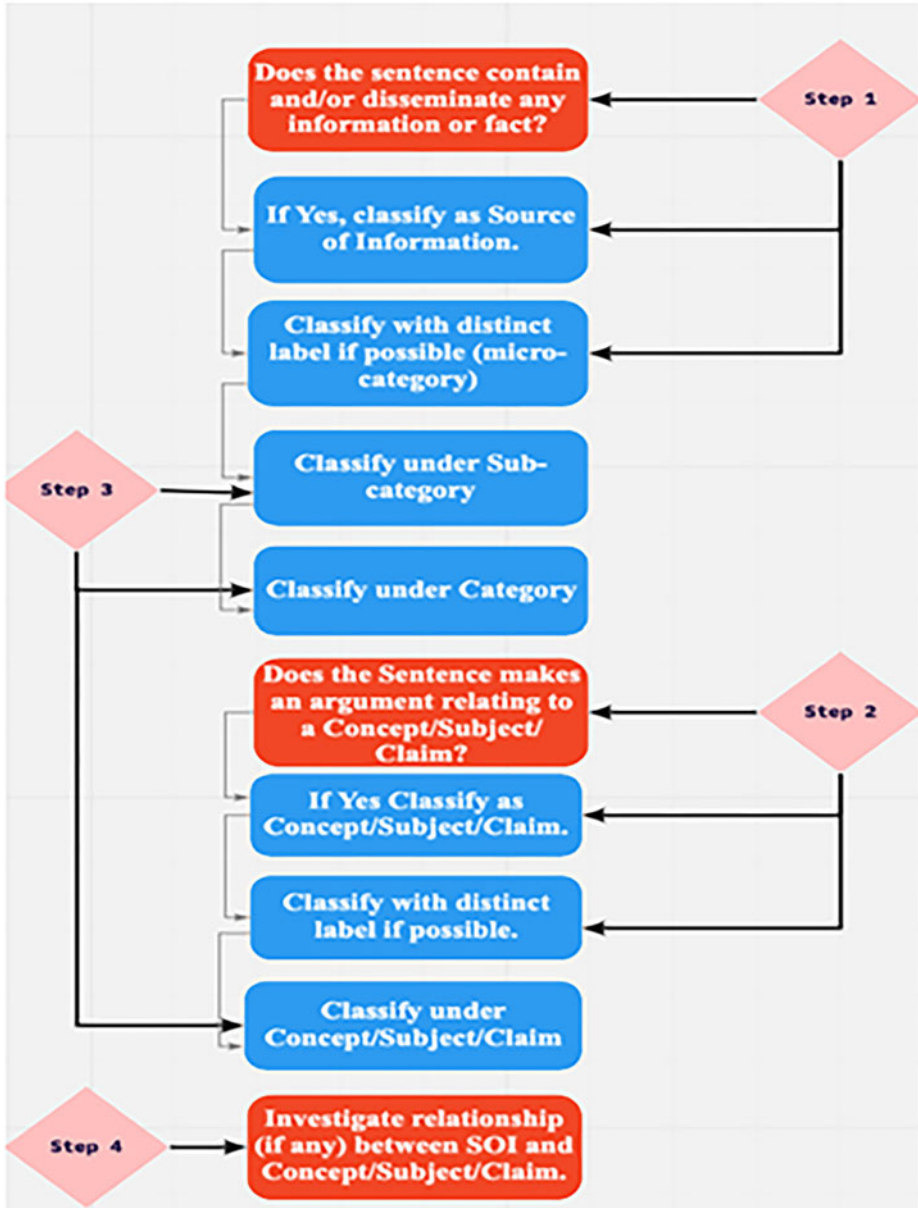 Does the sentence contain
and/or disseminate any
information or fact?
Step 1
If Yes, classify as Source
of Information.
Classify with distinct
label if possible (micro-
category)
Step 3
Classify under Sub-
category
Classify under Category
Does the Sentence makes
an argument relating to
a Concept/Subject/
Claim?
Step 2
If Yes Classify as
Concept/Subject/Claim.
Classify with distinct
label if possible.
Classify under
Concept/Subject/Claim
Step 4
Investigate relationship
(if any) between SOI and
Concept/Subject/Claim.